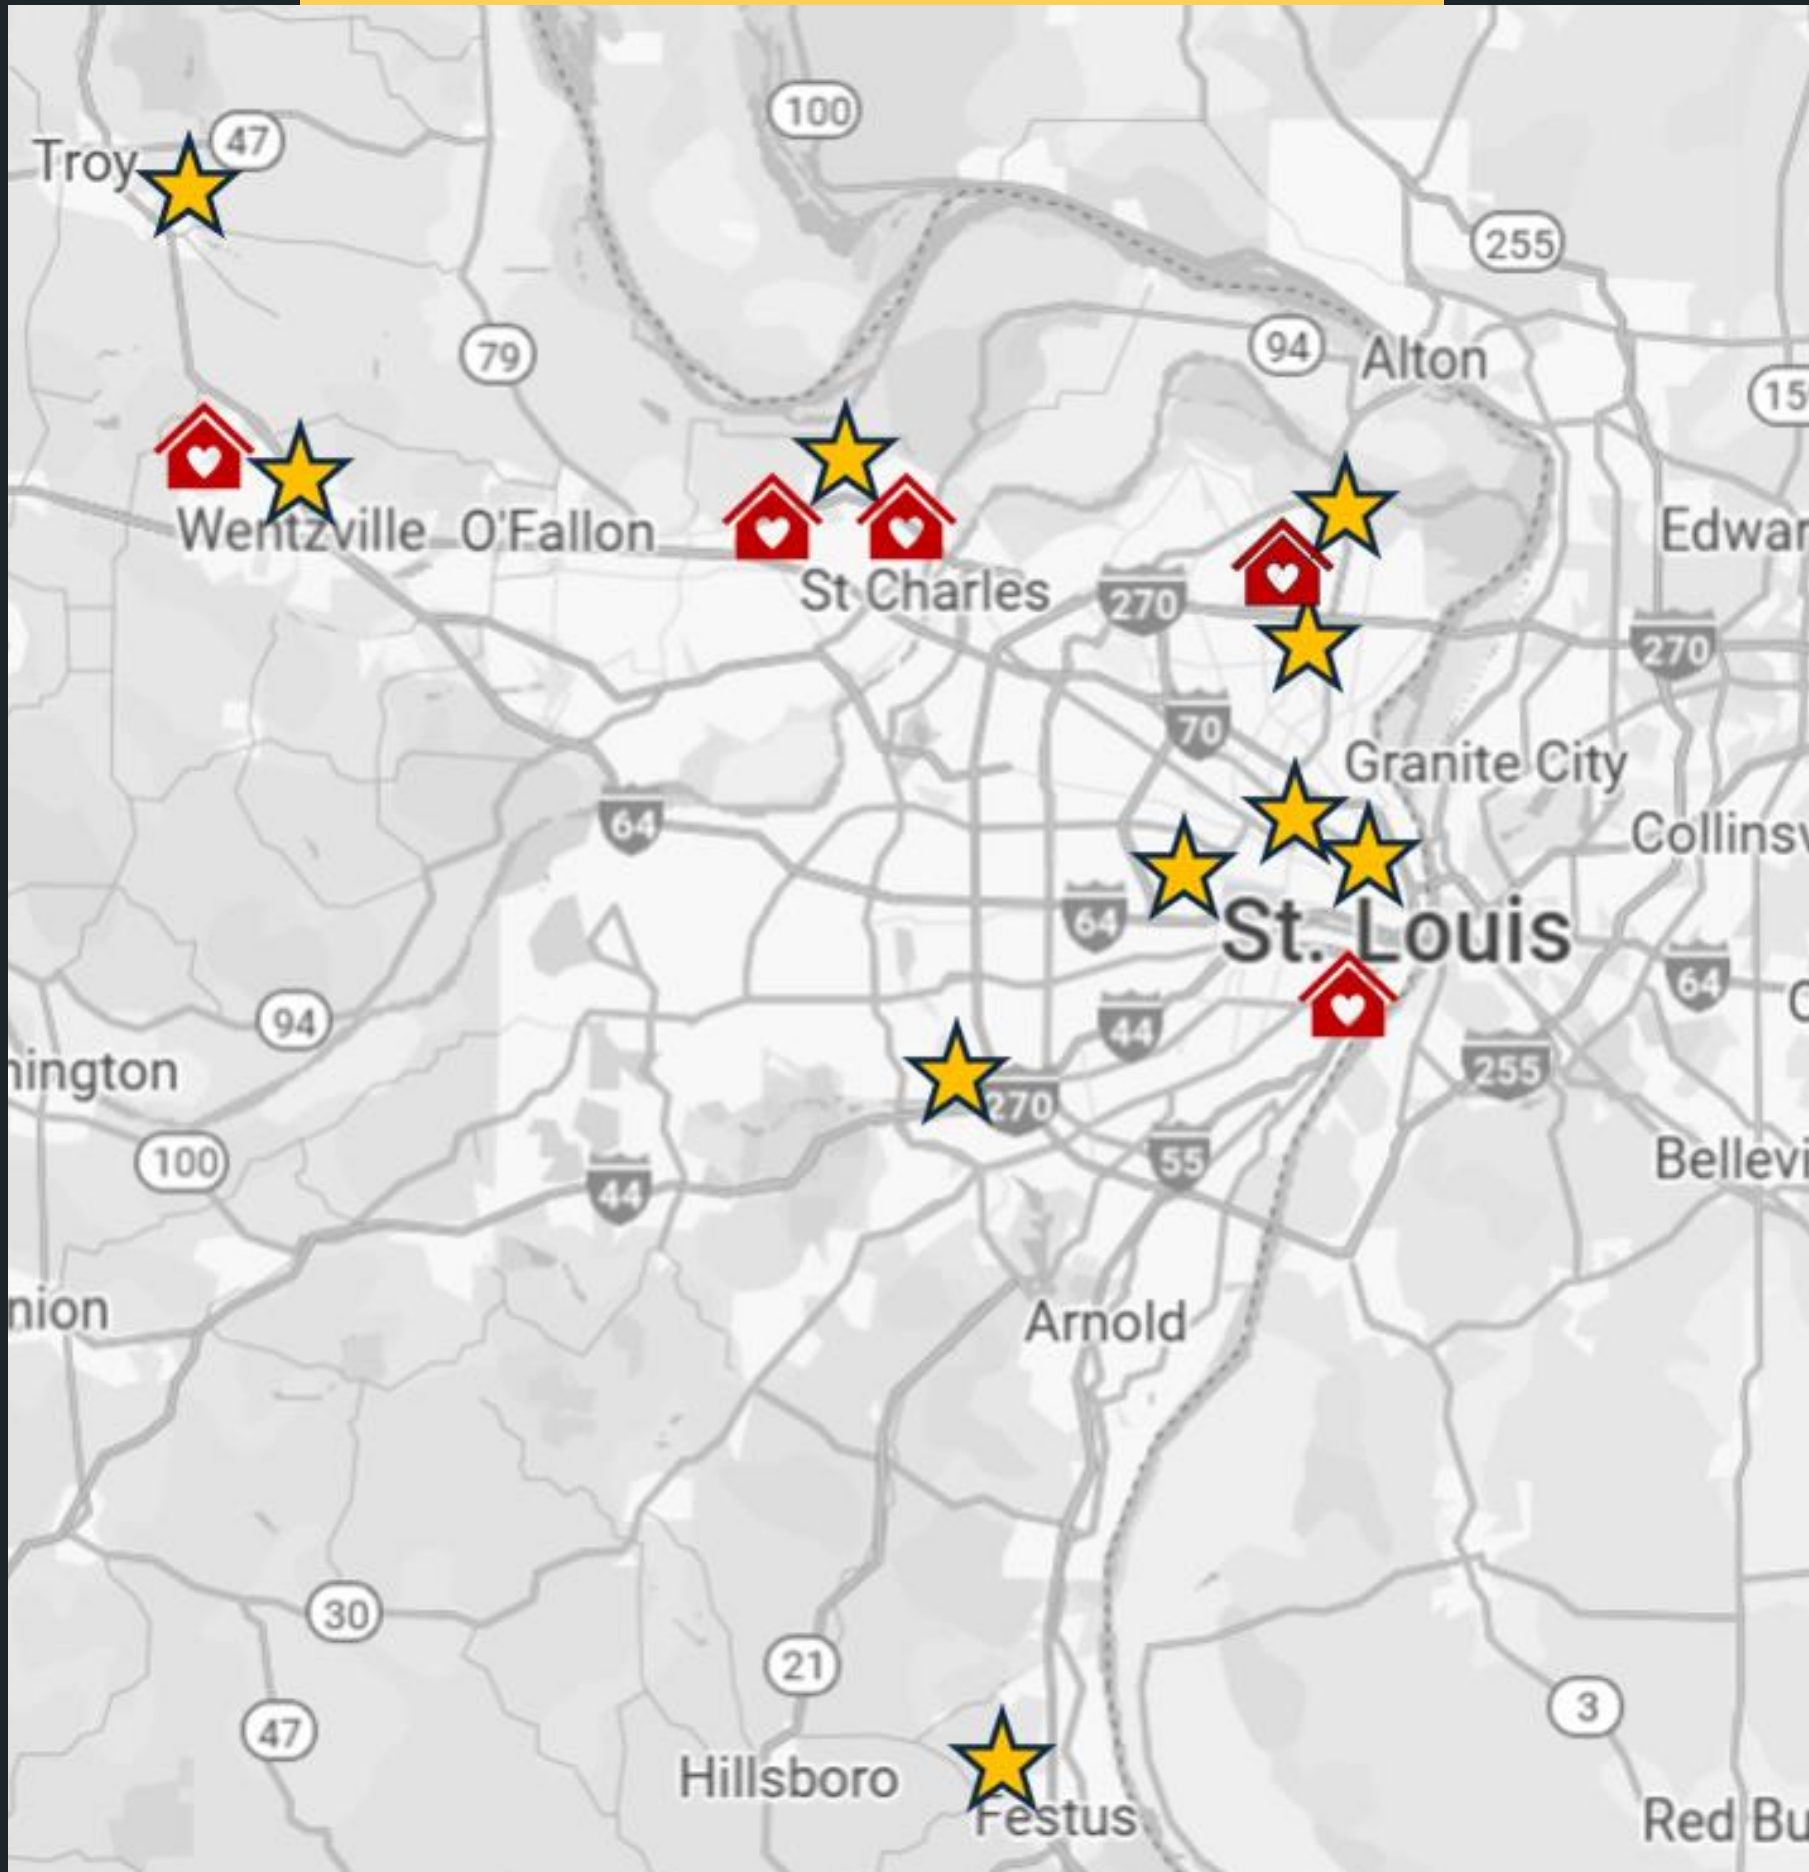 100
47
Troy
255
79
94
Alton
15
Wentzville
O'Fallon
Edwar
St Charles
270
270
70
Granite City
64
Collinsv
64
St. Louis
64
94
44
C
255
nington
270
100
55
Bellevi
44
nion
Arnold
30
21
47
3
Hillsboro
Festus
Red Bu